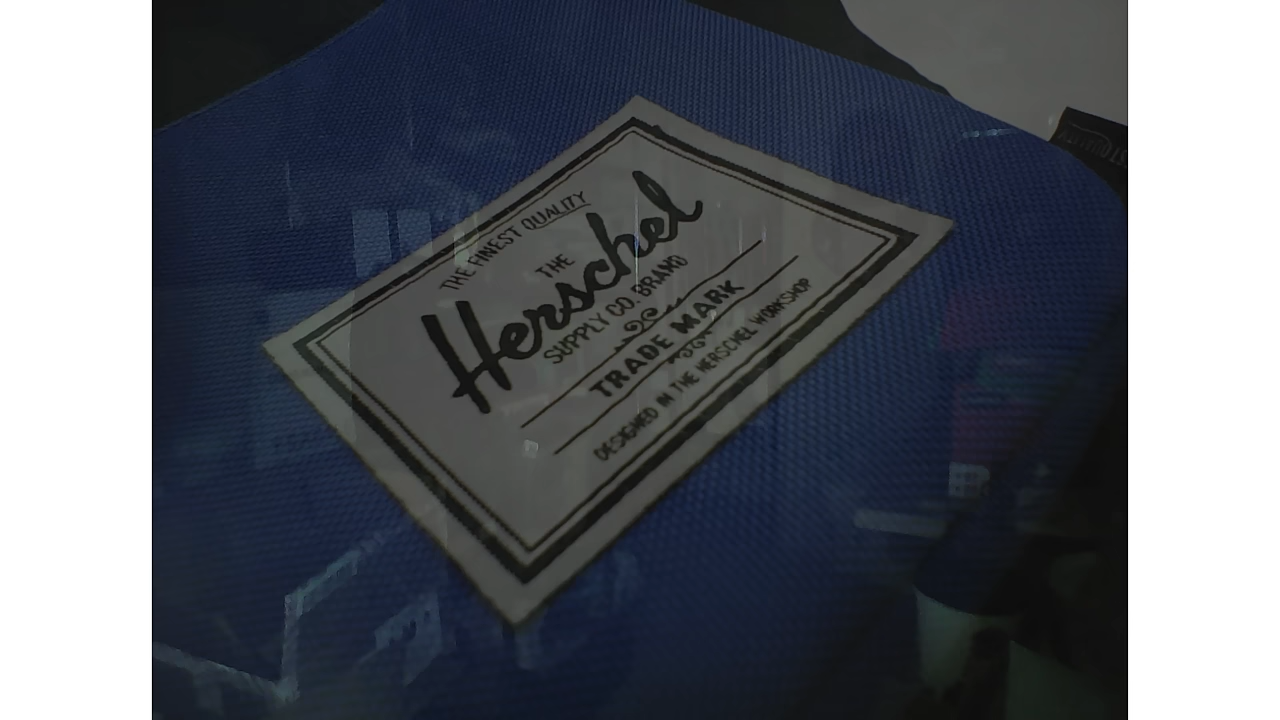 THE FINEST QUALITY
THE
Herschel
SUPPLY CO. BRAND
TRADE MARK
DESIGNED IN THE HERSCHEL WORKSHOP